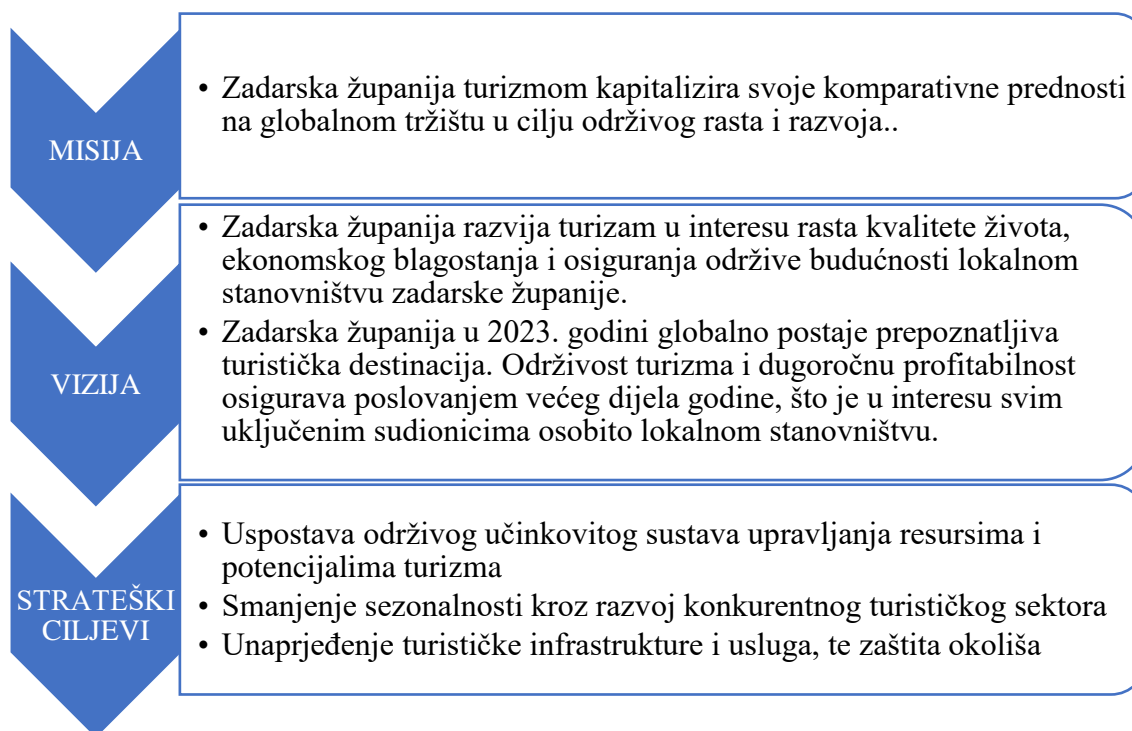 MISIJA
• Zadarska županija turizmom kapitalizira svoje komparativne prednosti
na globalnom tržištu u cilju održivog rasta i razvoja..
VIZIJA
• Zadarska županija razvija turizam u interesu rasta kvalitete života,
ekonomskog blagostanja i osiguranja održive budućnosti lokalnom
stanovništvu zadarske županije.
• Zadarska županija u 2023. godini globalno postaje prepoznatljiva
turistička destinacija. Održivost turizma i dugoročnu profitabilnost
osigurava poslovanjem većeg dijela godine, što je u interesu svim
uključenim sudionicima osobito lokalnom stanovništvu.
STRATEŠKI
CILJEVI
• Uspostava održivog učinkovitog sustava upravljanja resursima i
potencijalima turizma
• Smanjenje sezonalnosti kroz razvoj konkurentnog turističkog sektora
• Unaprjeđenje turističke infrastrukture i usluga, te zaštita okoliša